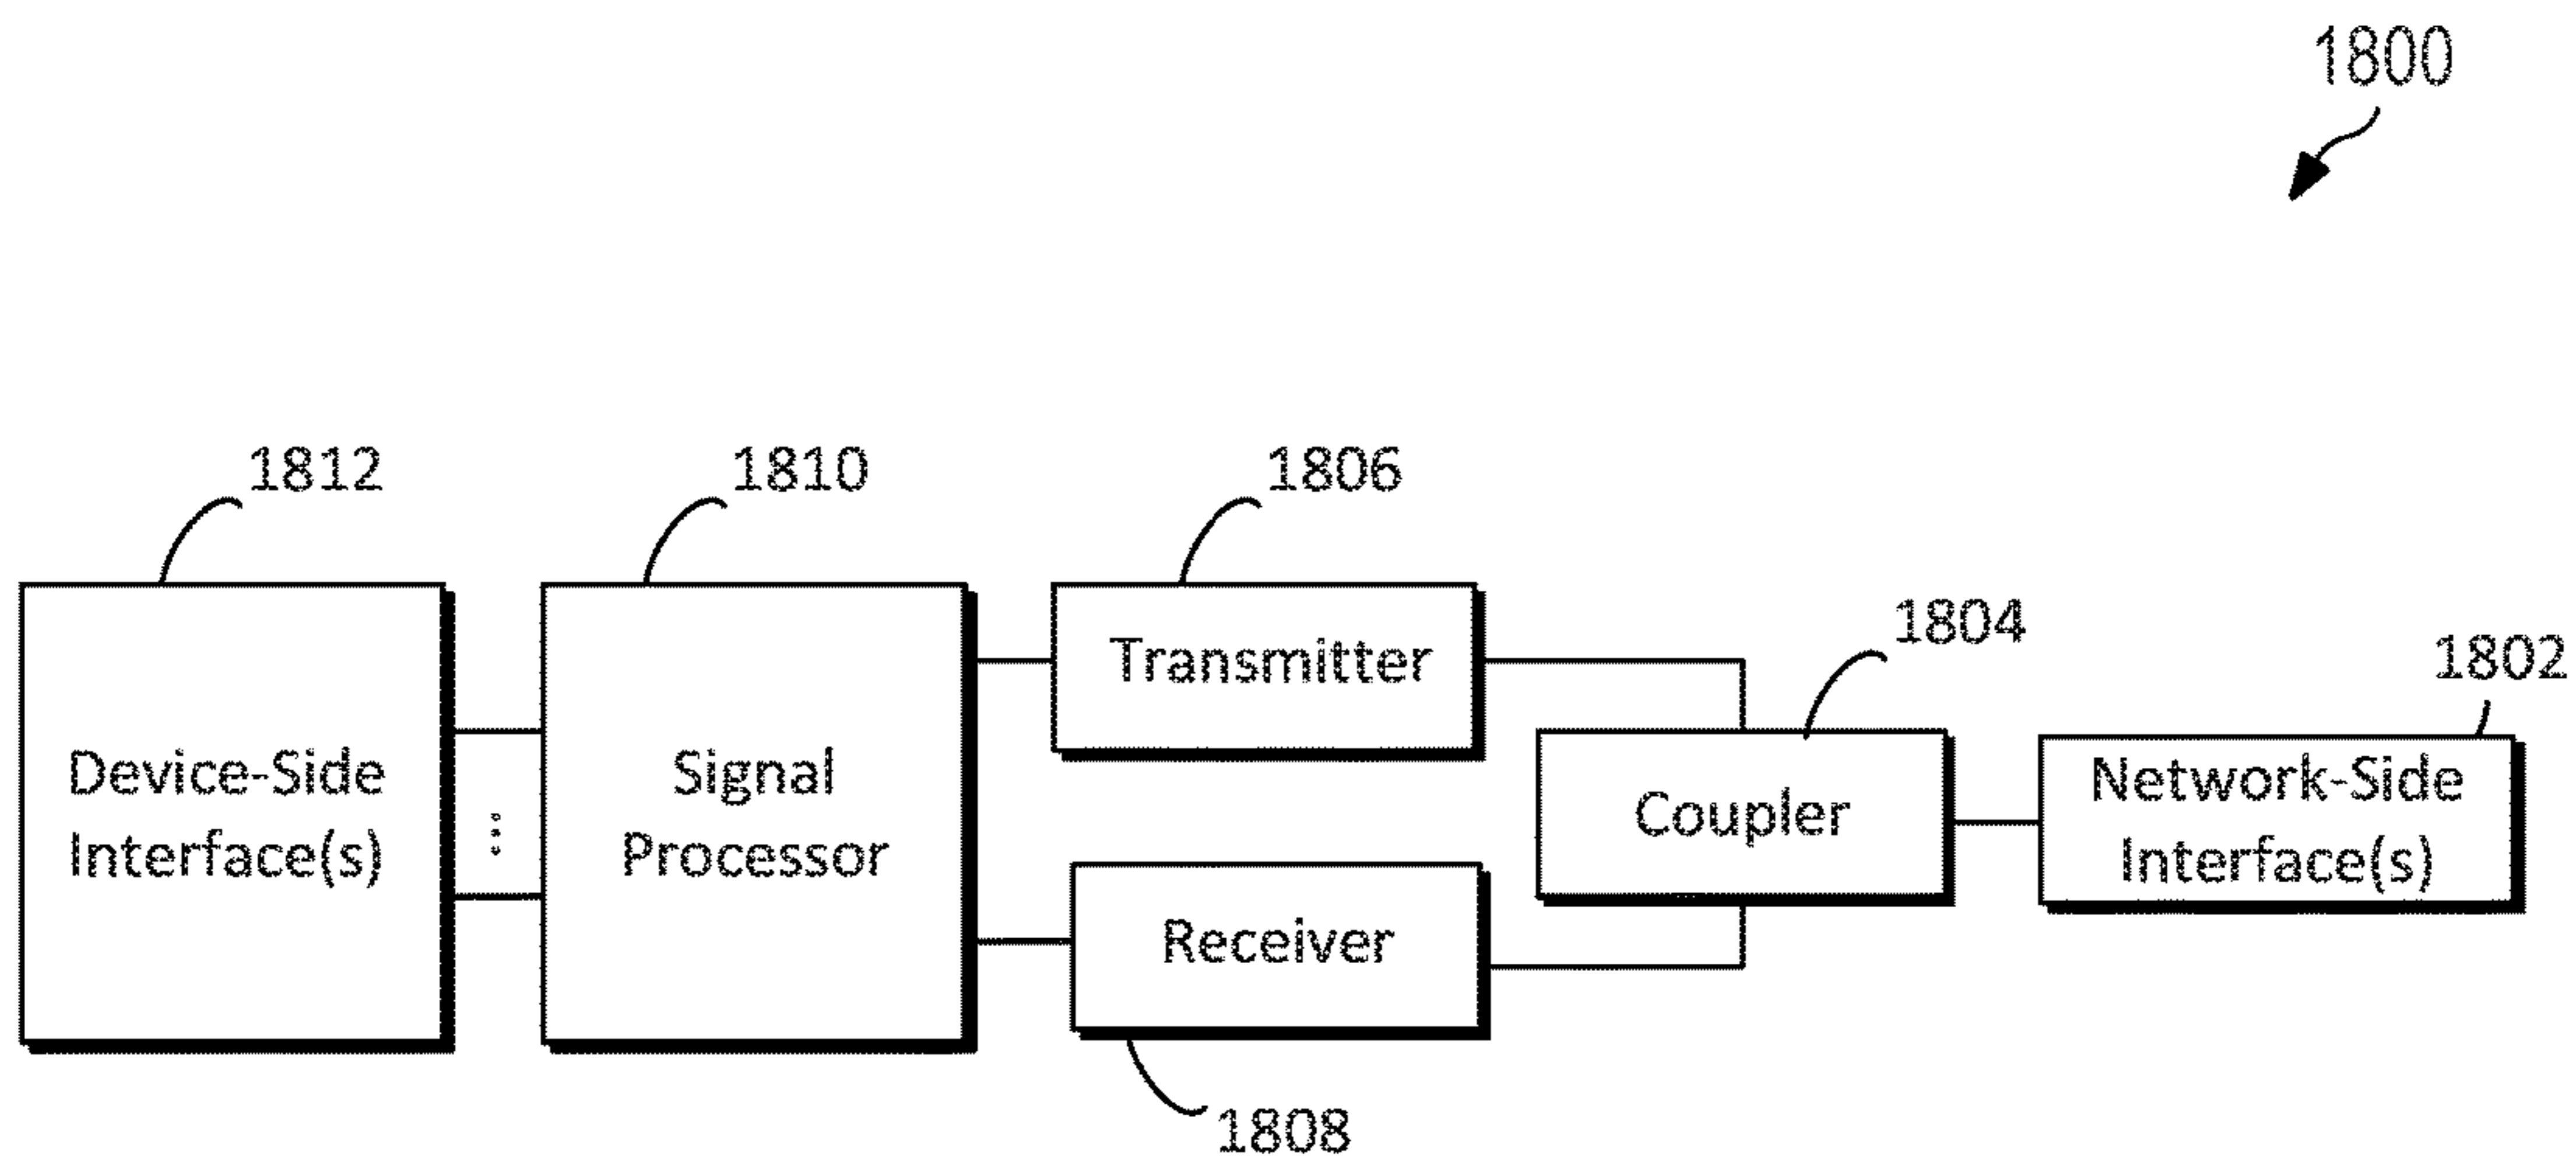 1800
1812
1810
1806
1804
1802
Device-Side
Interface(s)
Signal
Processor
Transmitter
Receiver
Coupler
Network-Side
Interface(s)
1808